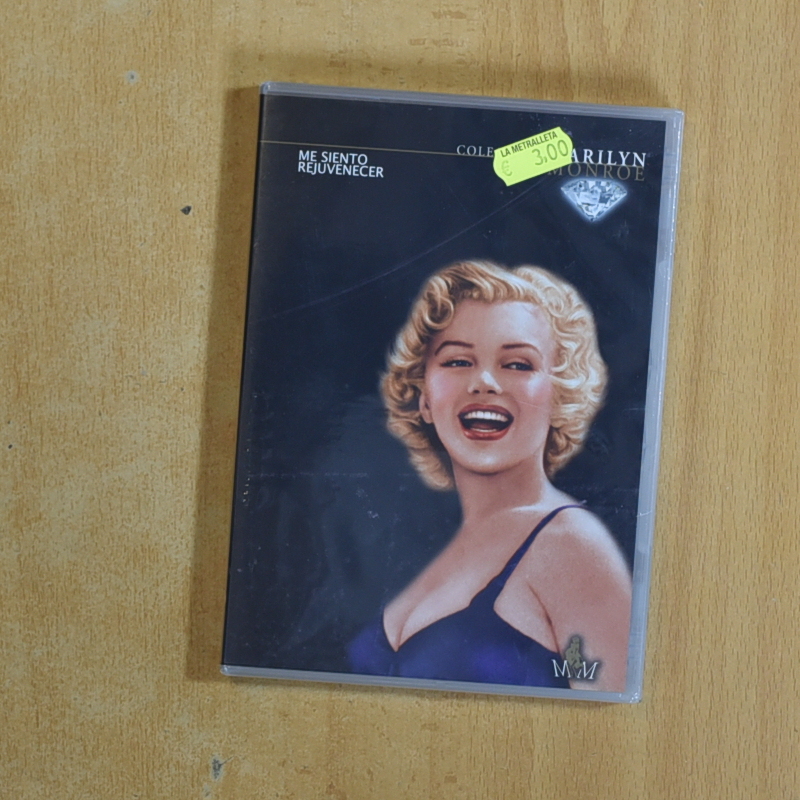 ME SIENTO
REJUVENECER
COLE
ARILYN
MONROE
LA METRALLETA
€ 3,00
MM